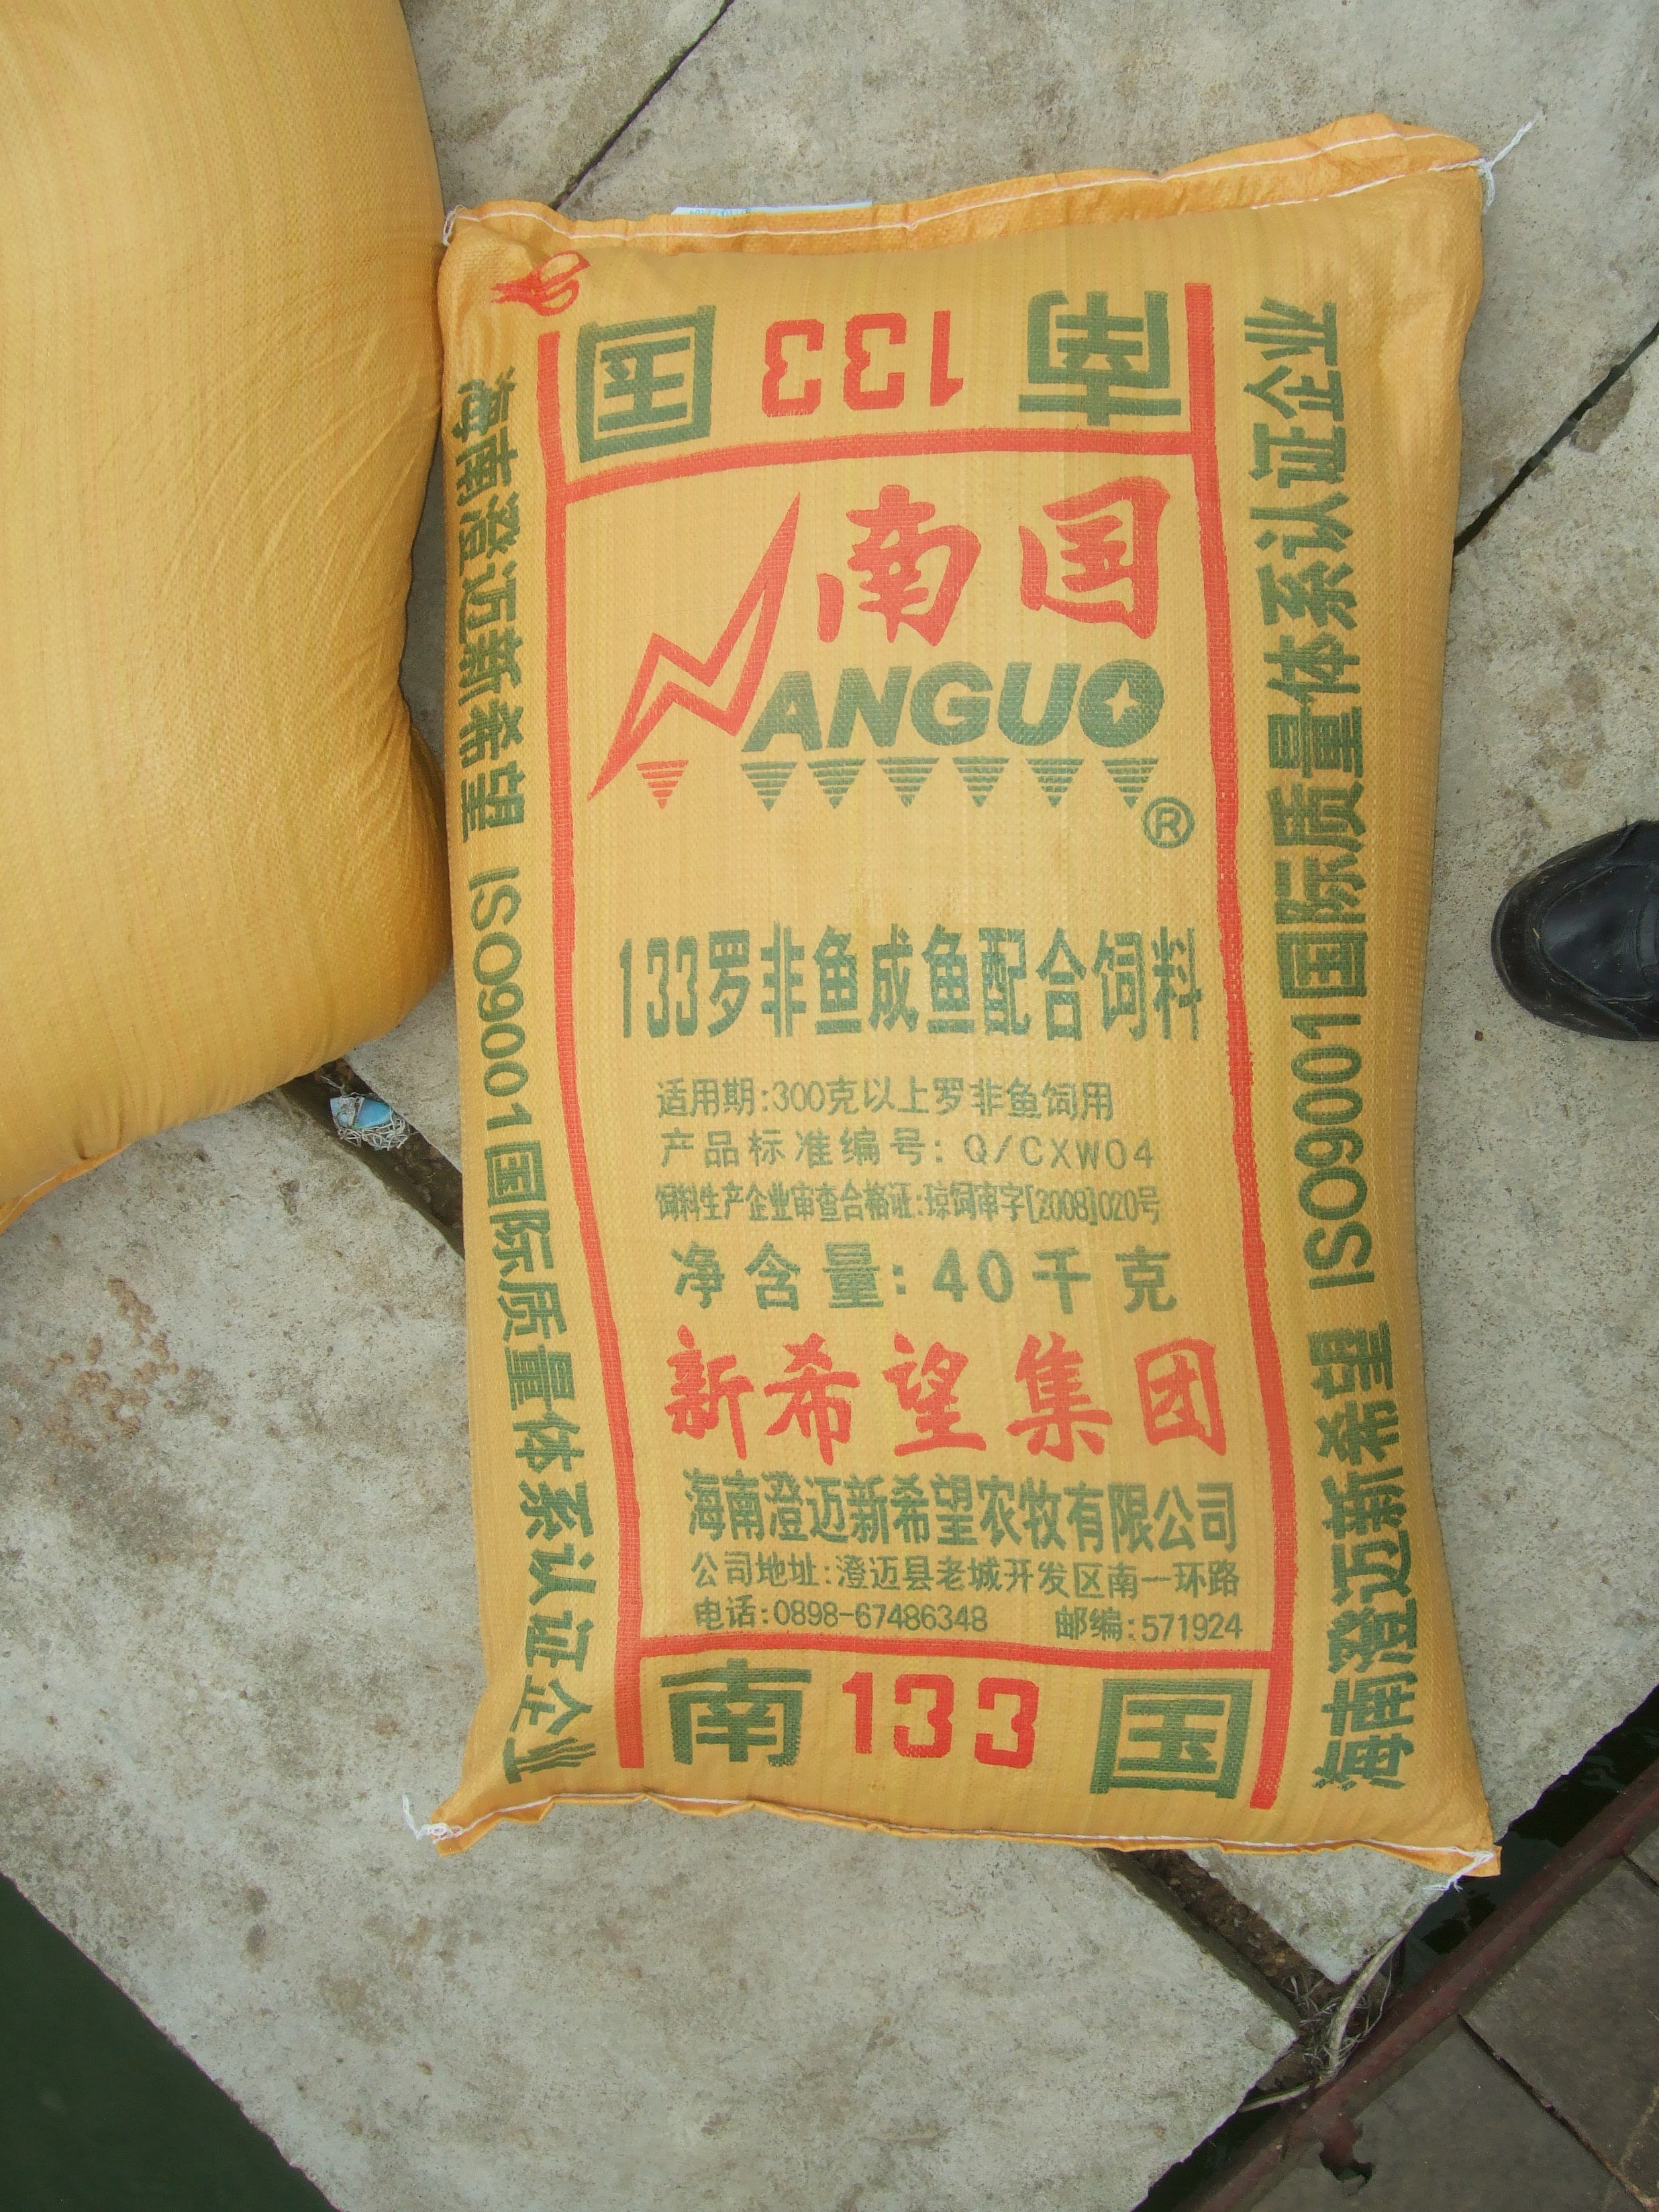 南 133 国
南国
NANGUO
®
133罗非鱼成鱼配合饲料
适用期:300克以上罗非鱼饲用
产品标准编号: Q/CXW04
饲料生产企业审查合格证:琼饲审字[2008]020号
净含量: 40千克
新希望集团
海南澄迈新希望农牧有限公司
公司地址:澄迈县老城开发区南一环路
电话:0898-67486348 邮编:571924
南 133 国
海南澄迈新希望 ISO9001国际质量体系认证企业
海南澄迈新希望 ISO9001国际质量体系认证企业